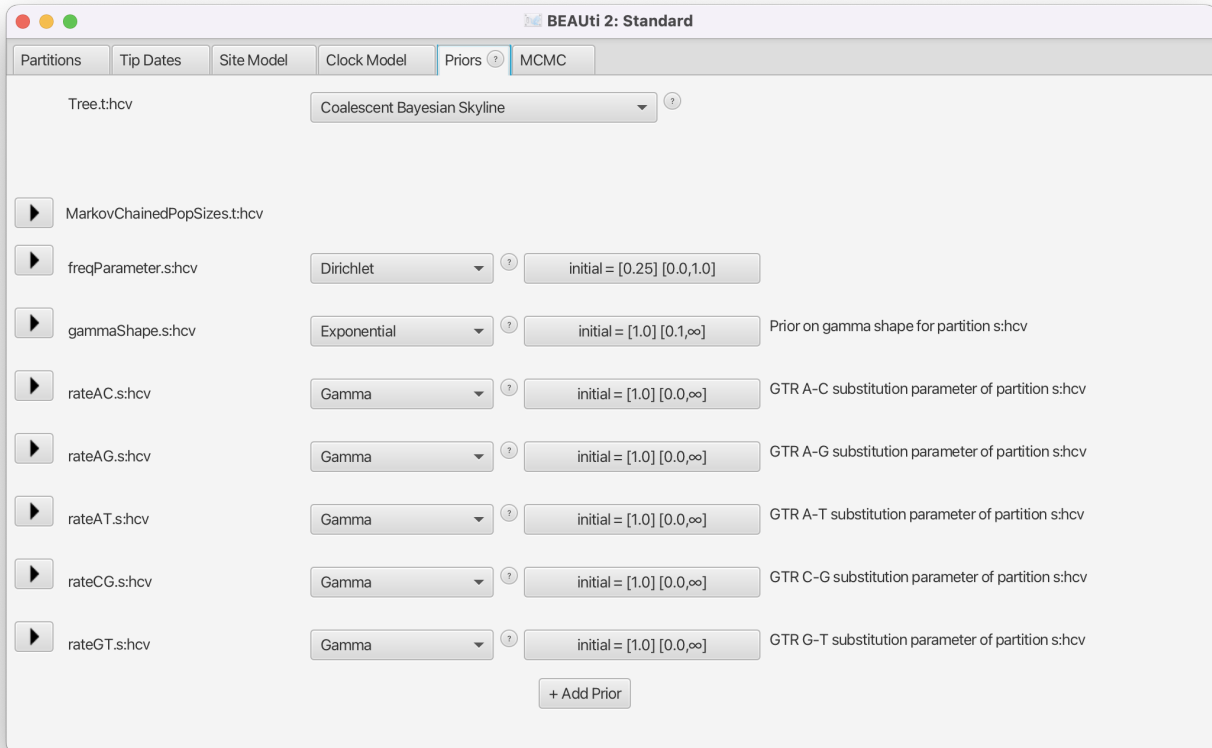 BEAUti 2: Standard
Partitions
Tip Dates
Site Model
Clock Model
Priors ?
MCMC
Tree.t:hcv
Coalescent Bayesian Skyline
?
MarkovChainedPopSizes.t:hcv
freqParameter.s:hcv
Dirichlet
?
initial = [0.25] [0.0,1.0]
gammaShape.s:hcv
Exponential
?
initial = [1.0] [0.1,∞]
Prior on gamma shape for partition s:hcv
rateAC.s:hcv
Gamma
?
initial = [1.0] [0.0,∞]
GTR A-C substitution parameter of partition s:hcv
rateAG.s:hcv
Gamma
?
initial = [1.0] [0.0,∞]
GTR A-G substitution parameter of partition s:hcv
rateAT.s:hcv
Gamma
?
initial = [1.0] [0.0,∞]
GTR A-T substitution parameter of partition s:hcv
rateCG.s:hcv
Gamma
?
initial = [1.0] [0.0,∞]
GTR C-G substitution parameter of partition s:hcv
rateGT.s:hcv
Gamma
?
initial = [1.0] [0.0,∞]
GTR G-T substitution parameter of partition s:hcv
+ Add Prior